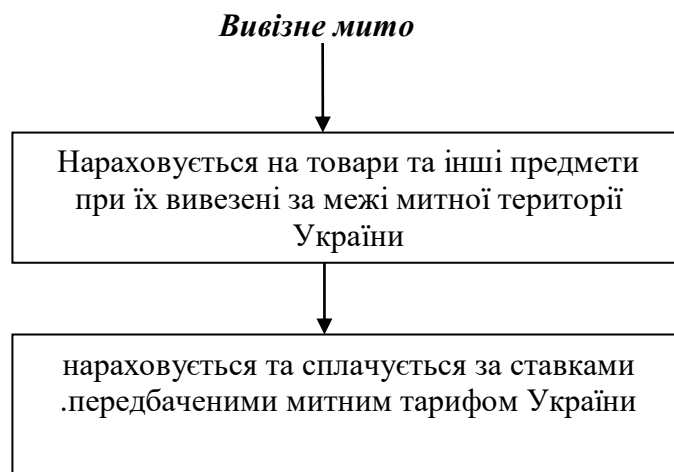 Вивізне мито
Нараховується на товари та інші предмети
при їх вивезені за межі митної території
України
нараховується та сплачується за ставками
.передбаченими митним тарифом України